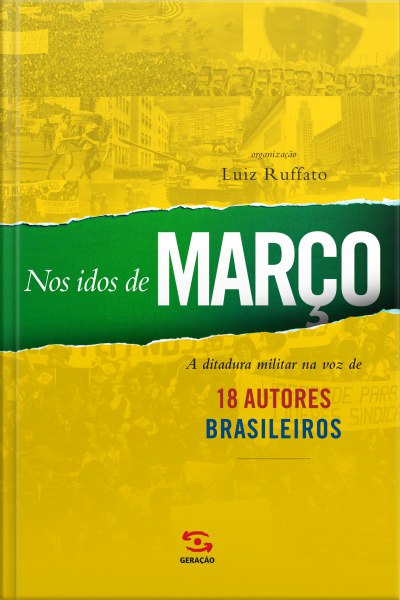 organização
Luiz Ruffato
Nos idos de MARÇO
A ditadura militar na voz de
18 AUTORES
BRASILEIROS
GERAÇÃO